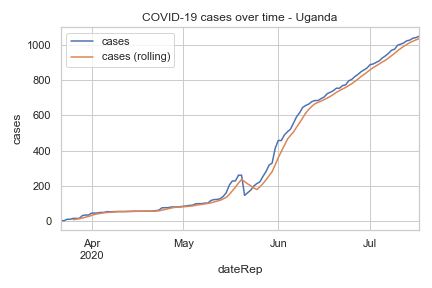 COVID-19 cases over time - Uganda
cases
cases (rolling)
1000
800
600
400
200
0
cases
Apr
2020
May
Jun
Jul
dateRep